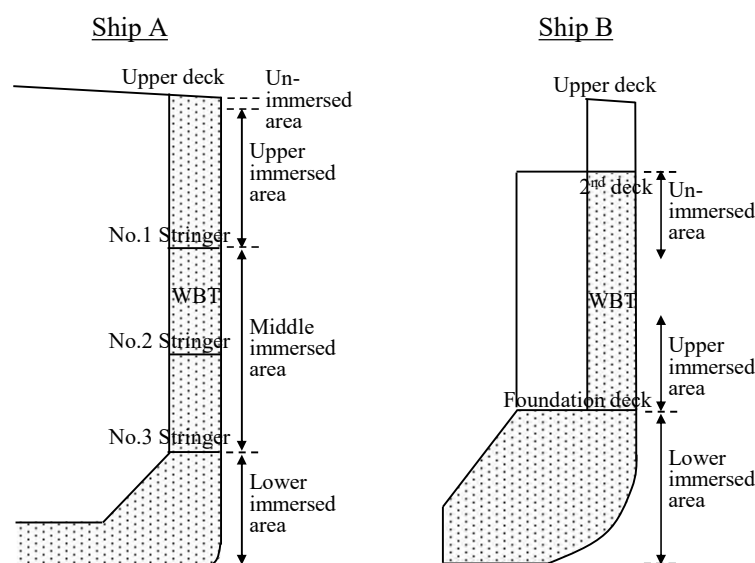 Ship A
Upper deck
Un-
immersed
area
Upper
immersed
area
No.1 Stringer
WBT
Middle
immersed
area
No.2 Stringer
No.3 Stringer
Lower
immersed
area
Ship B
Upper deck
2nd deck
Un-
immersed
area
WBT
Upper
immersed
area
Foundation deck
Lower
immersed
area